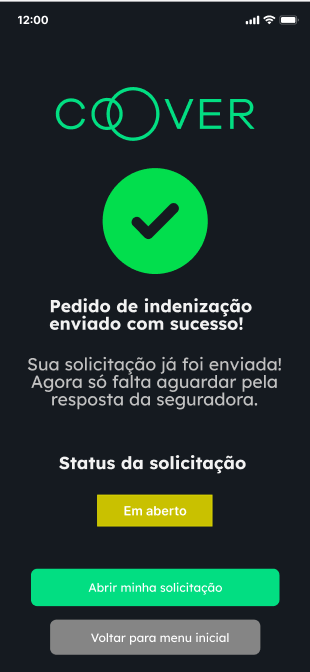 12:00
COOVER
Pedido de indenização
enviado com sucesso!
Sua solicitação já foi enviada!
Agora só falta aguardar pela
resposta da seguradora.
Status da solicitação
Em aberto
Abrir minha solicitação
Voltar para menu inicial